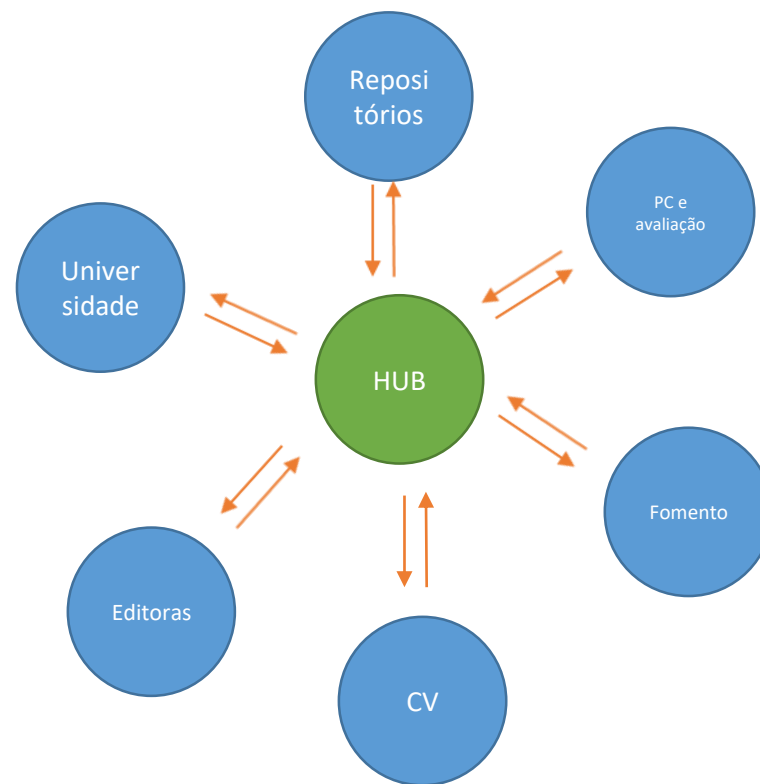 Reposi
tórios
PC e
avaliação
Univer
sidade
HUB
Fomento
Editoras
CV